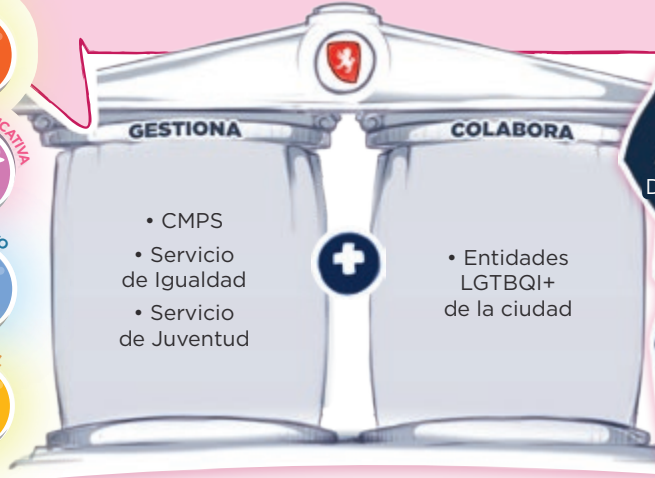 GESTIONA
• CMPS
• Servicio
de Igualdad
• Servicio
de Juventud
COLABORA
• Entidades
LGTBQI+
de la ciudad